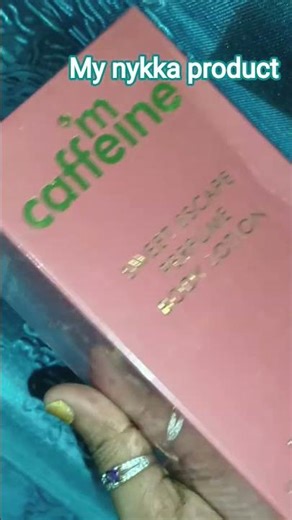 My nykka product
m
caffeine
SWEET ESCAPE
PERFUME
BODY LOTION